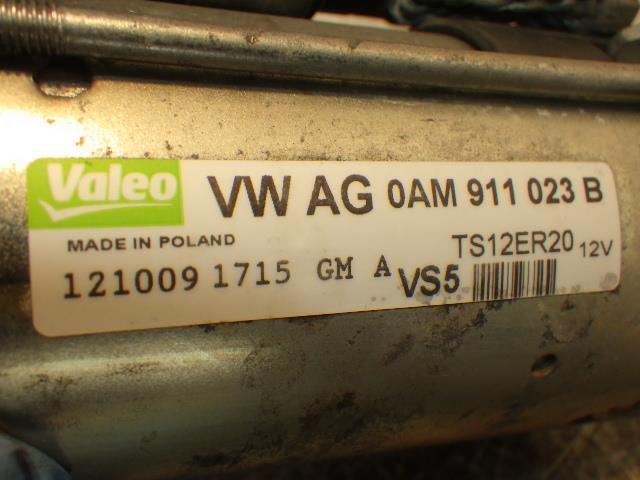 Valeo VW AG 0AM 911 023 B
MADE IN POLAND TS12ER20 12V
121009 1715 GM A VS5